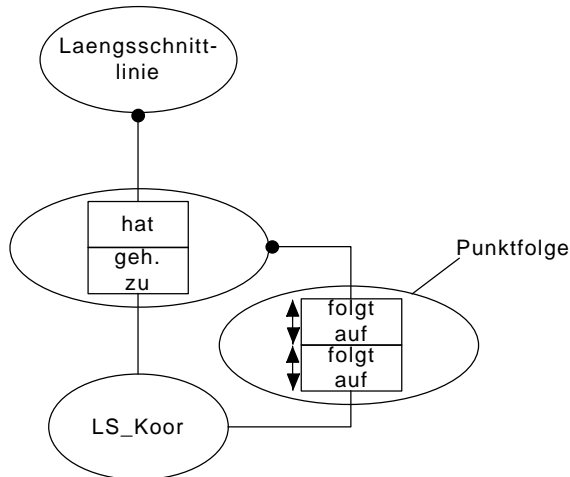 Laengsschnitt-
linie
hat
geh.
zu
Punktfolge
folgt
auf
folgt
auf
LS_Koor